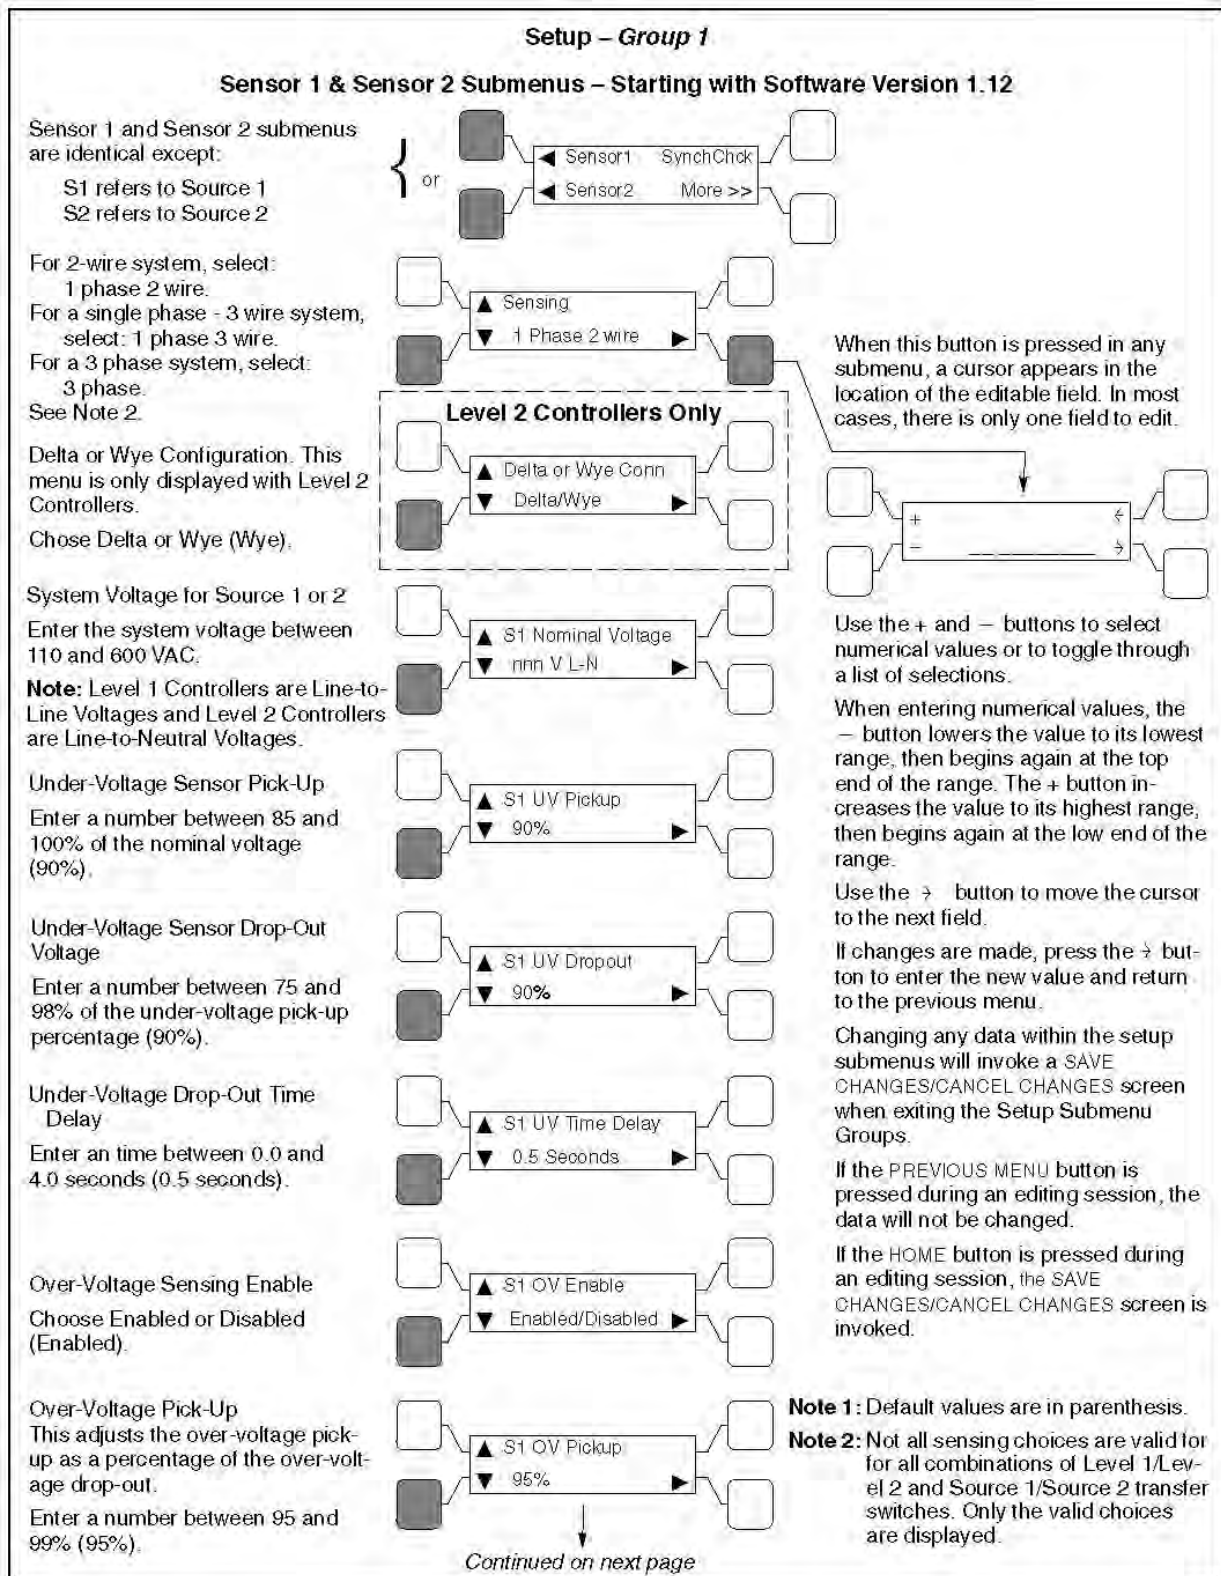 Setup – Group 1
Sensor 1 & Sensor 2 Submenus – Starting with Software Version 1.12
Sensor 1 and Sensor 2 submenus
are identical except:
S1 refers to Source 1
S2 refers to Source 2
{ or
◀ Sensor1 SynchChck
◀ Sensor2 More >>
For 2-wire system, select:
1 phase 2 wire.
For a single phase - 3 wire system,
select: 1 phase 3 wire.
For a 3 phase system, select:
3 phase.
See Note 2.
▲ Sensing
▼ 1 Phase 2 wire ▶
Level 2 Controllers Only
Delta or Wye Configuration. This
menu is only displayed with Level 2
Controllers.
Chose Delta or Wye (Wye).
▲ Delta or Wye Conn
▼ Delta/Wye ▶
System Voltage for Source 1 or 2
Enter the system voltage between
110 and 600 VAC.
Note: Level 1 Controllers are Line-to-
Line Voltages and Level 2 Controllers
are Line-to-Neutral Voltages.
▲ S1 Nominal Voltage
▼ nnn V L-N ▶
Under-Voltage Sensor Pick-Up
Enter a number between 85 and
100% of the nominal voltage
(90%).
▲ S1 UV Pickup
▼ 90% ▶
Under-Voltage Sensor Drop-Out
Voltage
Enter a number between 75 and
98% of the under-voltage pick-up
percentage (90%).
▲ S1 UV Dropout
▼ 90% ▶
Under-Voltage Drop-Out Time
Delay
Enter an time between 0.0 and
4.0 seconds (0.5 seconds).
▲ S1 UV Time Delay
▼ 0.5 Seconds ▶
Over-Voltage Sensing Enable
Choose Enabled or Disabled
(Enabled).
▲ S1 OV Enable
▼ Enabled/Disabled ▶
Over-Voltage Pick-Up
This adjusts the over-voltage pick-
up as a percentage of the over-volt-
age drop-out.
Enter a number between 95 and
99% (95%).
▲ S1 OV Pickup
▼ 95% ▶
Continued on next page
When this button is pressed in any
submenu, a cursor appears in the
location of the editable field. In most
cases, there is only one field to edit.
+ ←
− ____________ →
Use the + and − buttons to select
numerical values or to toggle through
a list of selections.
When entering numerical values, the
− button lowers the value to its lowest
range, then begins again at the top
end of the range. The + button in-
creases the value to its highest range,
then begins again at the low end of the
range.
Use the → button to move the cursor
to the next field.
If changes are made, press the → but-
ton to enter the new value and return
to the previous menu.
Changing any data within the setup
submenus will invoke a SAVE
CHANGES/CANCEL CHANGES screen
when exiting the Setup Submenu
Groups.
If the PREVIOUS MENU button is
pressed during an editing session, the
data will not be changed.
If the HOME button is pressed during
an editing session, the SAVE
CHANGES/CANCEL CHANGES screen is
invoked.
Note 1: Default values are in parenthesis.
Note 2: Not all sensing choices are valid for
for all combinations of Level 1/Lev-
el 2 and Source 1/Source 2 transfer
switches. Only the valid choices
are displayed.